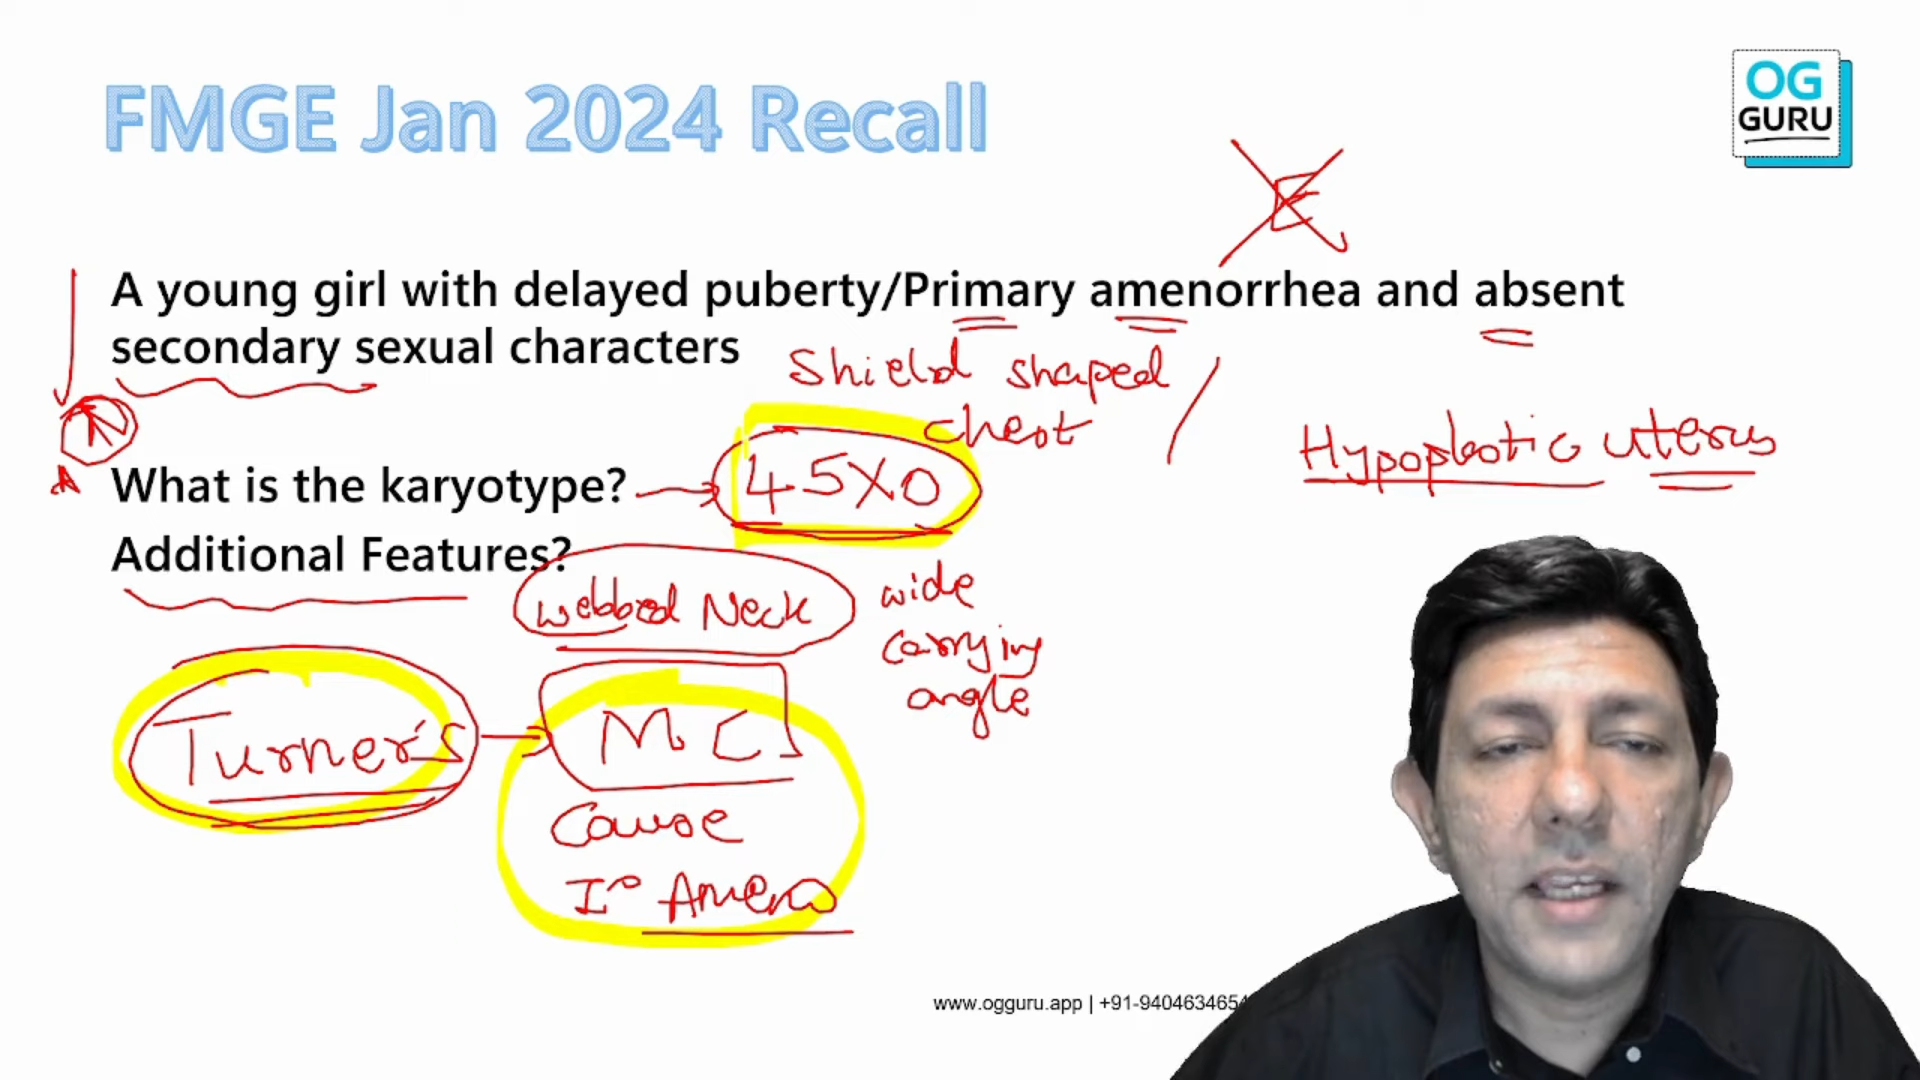 FMGE Jan 2024 Recall
OG
GURU
E
A young girl with delayed puberty/Primary amenorrhea and absent
secondary sexual characters
Shield shaped
chest
Hypoplastic uterus
What is the karyotype?
45XO
Additional Features?
Webbed Neck
wide
carrying
angle
Turner's
MC
Cause
I° Ameno
www.ogguru.app | +91-940463465